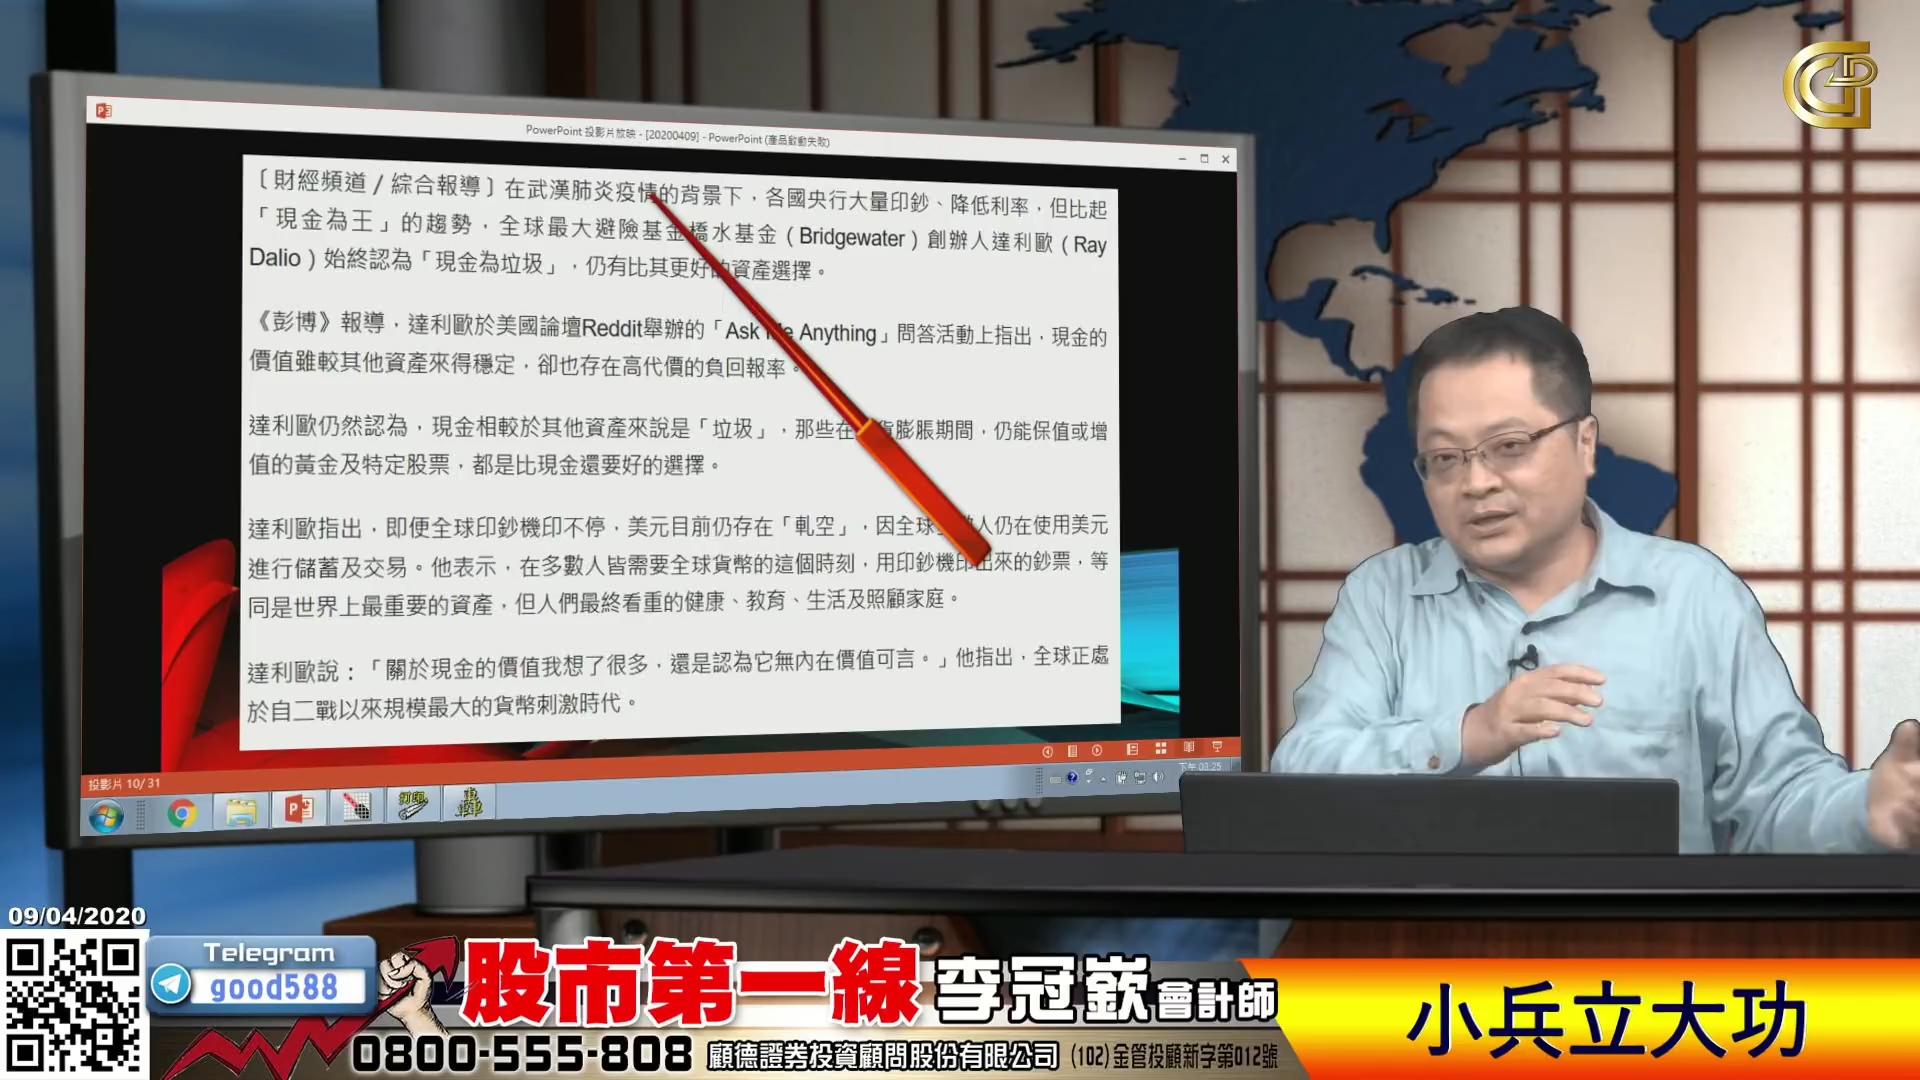 PowerPoint 投影片放映 - [20200409] - PowerPoint (產品啟動失敗)
〔財經頻道／綜合報導〕在武漢肺炎疫情的背景下，各國央行大量印鈔、降低利率，但比起
「現金為王」的趨勢，全球最大避險基金橋水基金（Bridgewater）創辦人達利歐（Ray
Dalio）始終認為「現金為垃圾」，仍有比其更好的資產選擇。
《彭博》報導，達利歐於美國論壇Reddit舉辦的「Ask Me Anything」問答活動上指出，現金的
價值雖較其他資產來得穩定，卻也存在高代價的負回報率。
達利歐仍然認為，現金相較於其他資產來說是「垃圾」，那些在 貨膨脹期間，仍能保值或增
值的黃金及特定股票，都是比現金還要好的選擇。
達利歐指出，即便全球印鈔機印不停，美元目前仍存在「軋空」，因全球 數人仍在使用美元
進行儲蓄及交易。他表示，在多數人皆需要全球貨幣的這個時刻，用印鈔機印出來的鈔票，等
同是世界上最重要的資產，但人們最終看重的健康、教育、生活及照顧家庭。
達利歐說：「關於現金的價值我想了很多，還是認為它無內在價值可言。」他指出，全球正處
於自二戰以來規模最大的貨幣刺激時代。
投影片 10/31
下午 03:25
打印
09/04/2020
Telegram
good588
股市第一線 李冠嶔會計師
0800-555-808 顧德證券投資顧問股份有限公司 (102)金管投顧新字第012號
小兵立大功